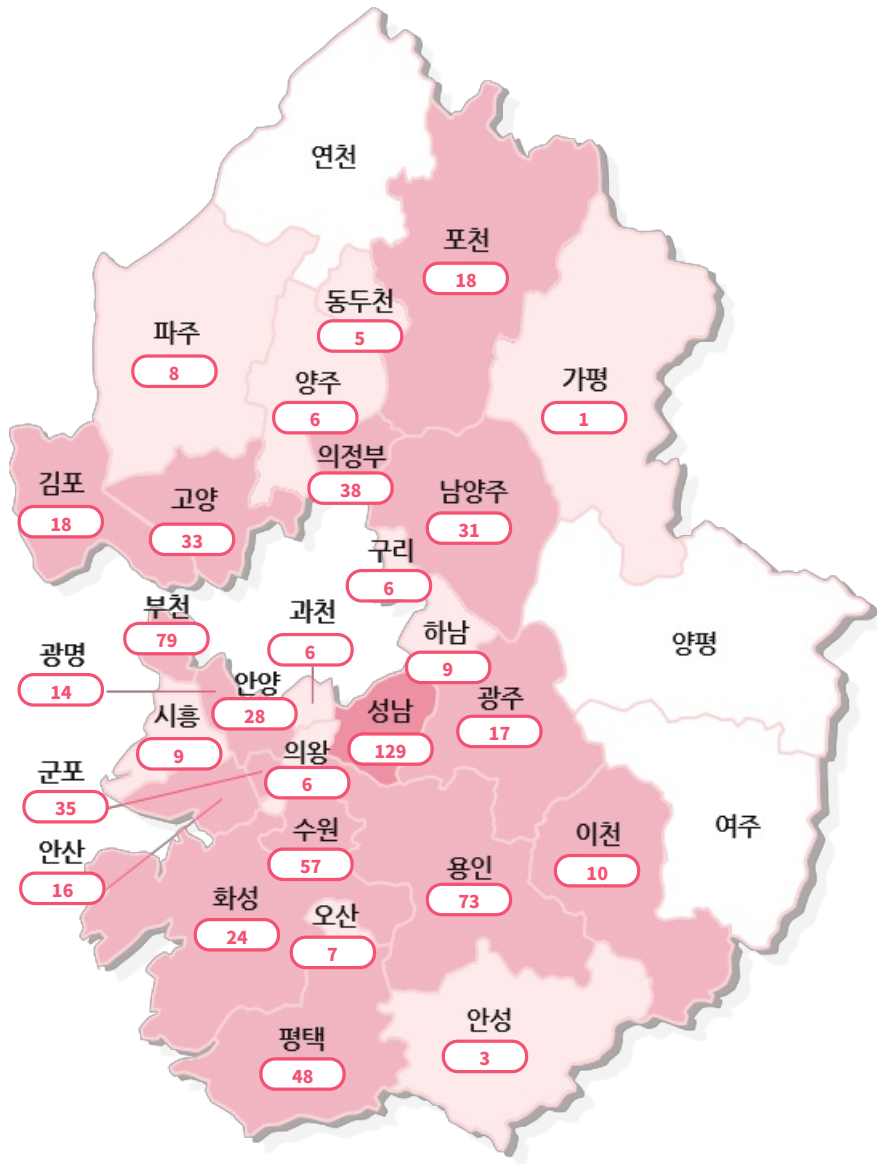 연천
포천
18
동두천
5
파주
8
양주
6
가평
1
의정부
38
김포
18
고양
33
남양주
31
구리
6
부천
79
과천
6
하남
9
양평
광명
14
안양
28
시흥
9
성남
129
광주
17
의왕
6
군포
35
수원
57
이천
10
여주
안산
16
화성
24
용인
73
오산
7
안성
3
평택
48